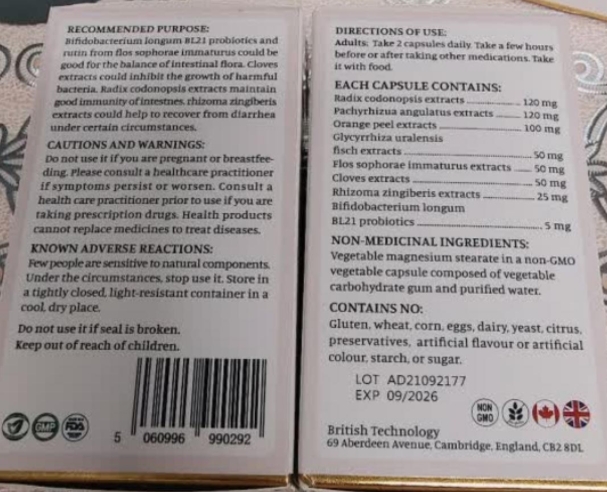 RECOMMENDED PURPOSE:
Bifidobacterium longum BL21 probiotics and
rutin from flos sophorae immaturus could be
good for the balance of intestinal flora. Cloves
extracts could inhibit the growth of harmful
bacteria. Radix codonopsis extracts maintain
good immunity of intestnes. rhizoma zingiberis
extracts could help to recover from diarrhea
under certain circumstances.
CAUTIONS AND WARNINGS:
Do not use it if you are pregnant or breastfee-
ding. Please consult a healthcare practitioner
if symptoms persist or worsen. Consult a
health care practitioner prior to use if you are
taking prescription drugs. Health products
cannot replace medicines to treat diseases.
KNOWN ADVERSE REACTIONS:
Few people are sensitive to natural components.
Under the circumstances, stop use it. Store in
a tightly closed, light-resistant container in a
cool, dry place.
Do not use it if seal is broken.
Keep out of reach of children.
GMP
FDA
5 060996 990292
DIRECTIONS OF USE:
Adults: Take 2 capsules daily. Take a few hours
before or after taking other medications. Take
it with food.
EACH CAPSULE CONTAINS:
Radix codonopsis extracts 120 mg
Pachyrhizua angulatus extracts 120 mg
Orange peel extracts 100 mg
Glycyrrhiza uralensis
fisch extracts 50 mg
Flos sophorae immaturus extracts 50 mg
Cloves extracts 50 mg
Rhizoma zingiberis extracts 25 mg
Bifidobacterium longum
BL21 probiotics 5 mg
NON-MEDICINAL INGREDIENTS:
Vegetable magnesium stearate in a non-GMO
vegetable capsule composed of vegetable
carbohydrate gum and purified water.
CONTAINS NO:
Gluten, wheat, corn, eggs, dairy, yeast, citrus,
preservatives, artificial flavour or artificial
colour, starch, or sugar.
LOT AD21092177
EXP 09/2026
NON
GMO
British Technology
69 Aberdeen Avenue, Cambridge, England, CB2 8DL